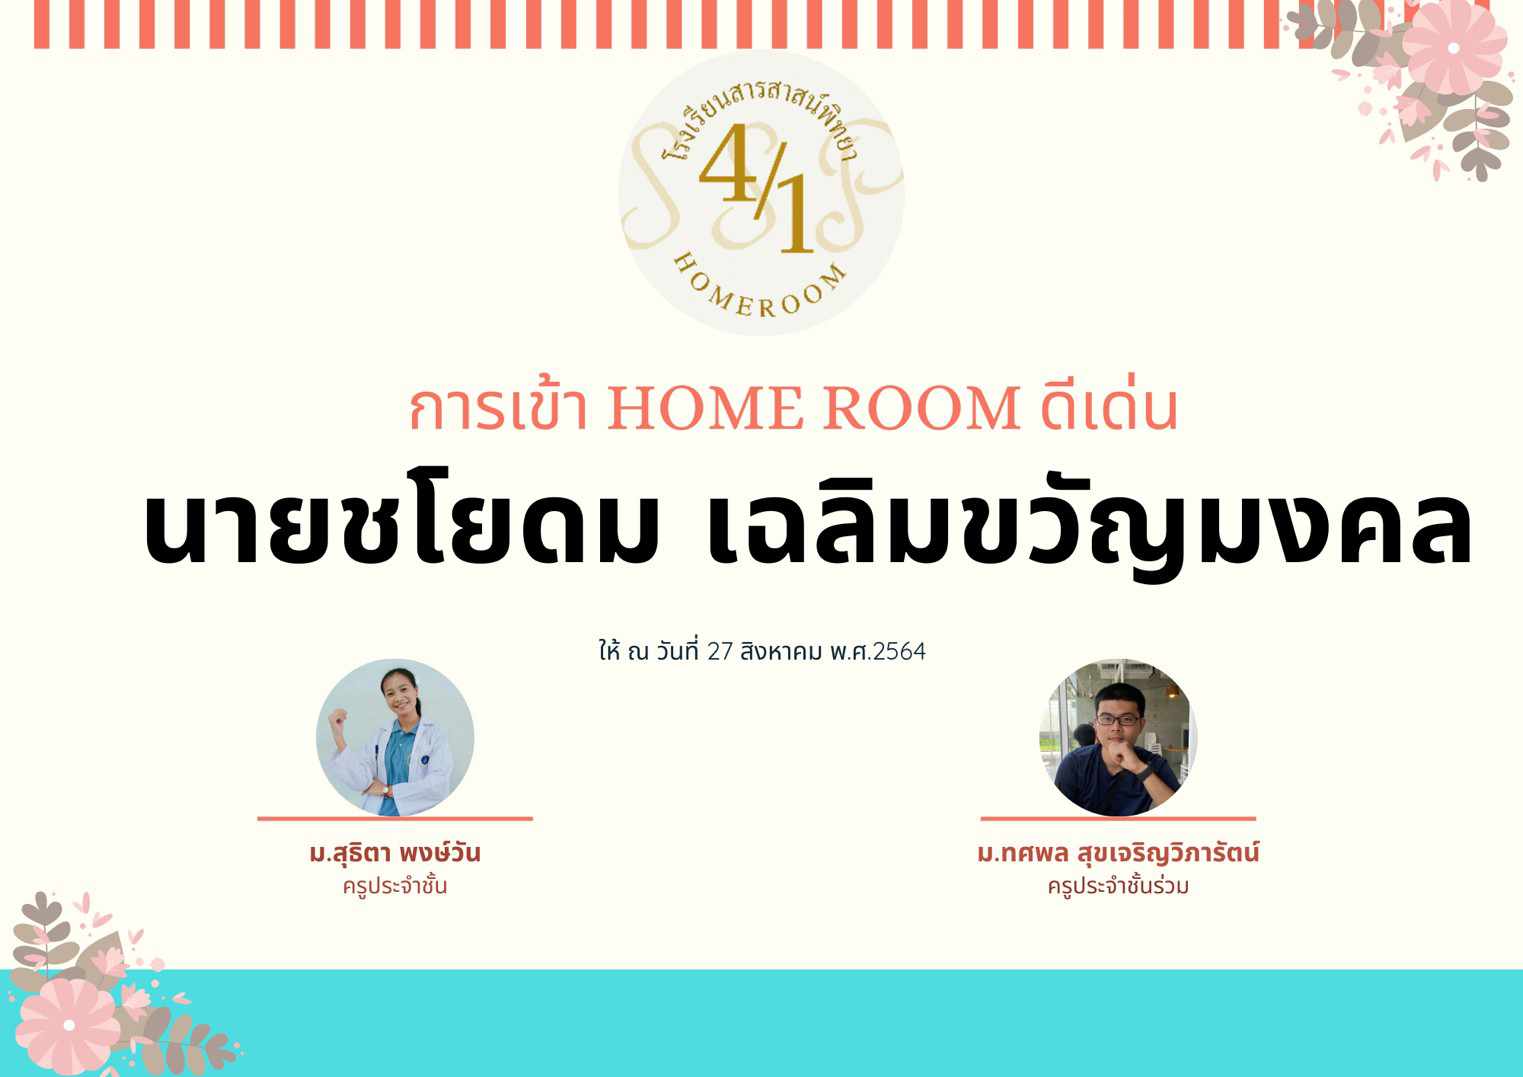 โรงเรียนสารสาสน์พิทยา
SSP
4/1
HOMEROOM
การเข้า HOME ROOM ดีเด่น
นายชโยดม เฉลิมขวัญมงคล
ให้ ณ วันที่ 27 สิงหาคม พ.ศ.2564
ม.สุธิตา พงษ์วัน
ม.ทศพล สุขเจริญวิภารัตน์
ครูประจำชั้น
ครูประจำชั้นร่วม